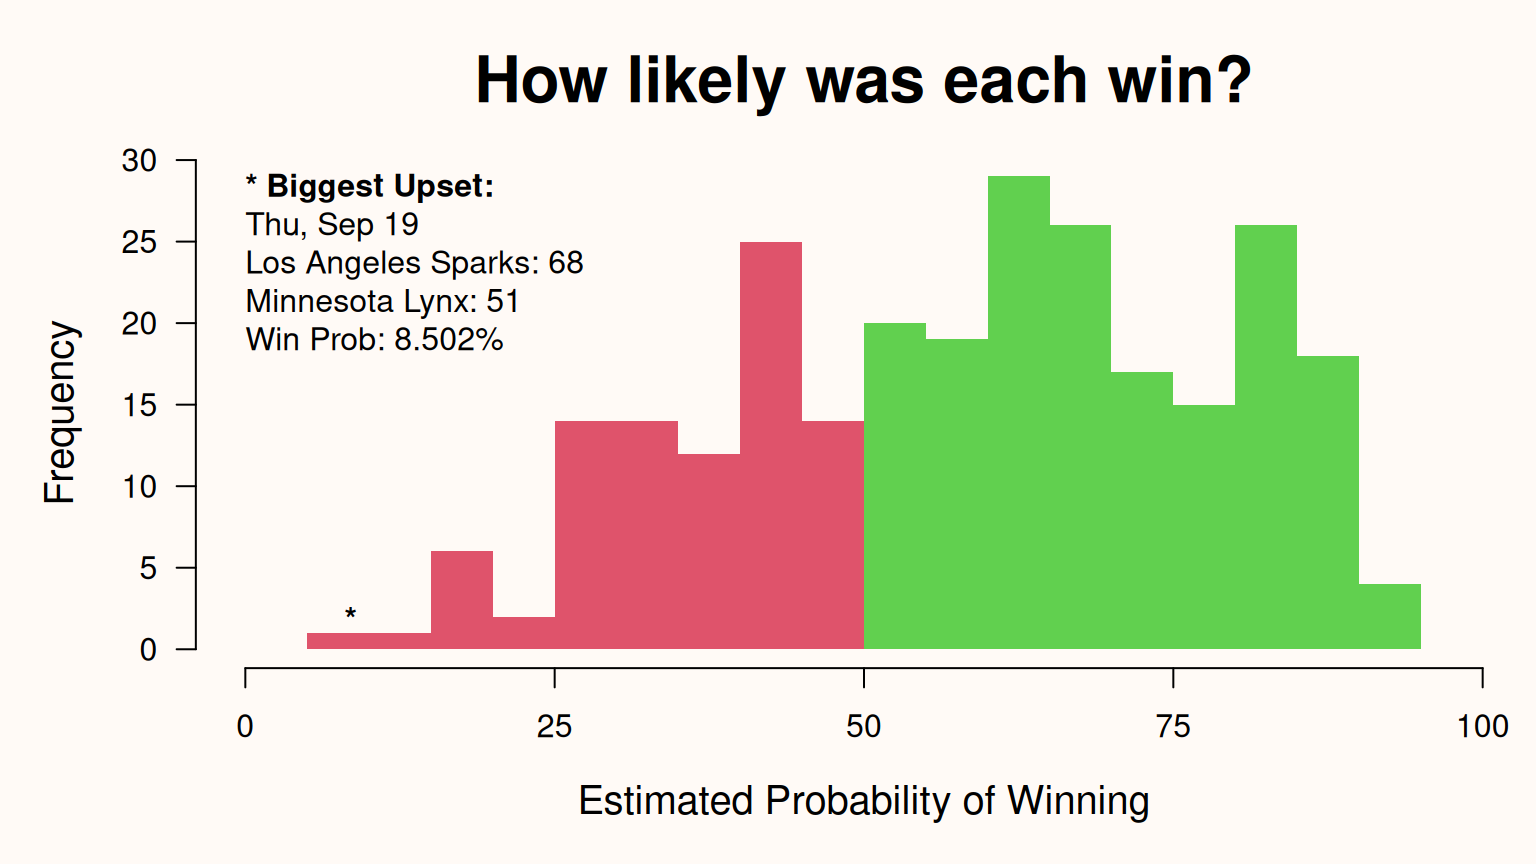 How likely was each win?
* Biggest Upset:
Thu, Sep 19
Los Angeles Sparks: 68
Minnesota Lynx: 51
Win Prob: 8.502%
30
25
20
15
10
5
0
Frequency
*
0 25 50 75 100
Estimated Probability of Winning